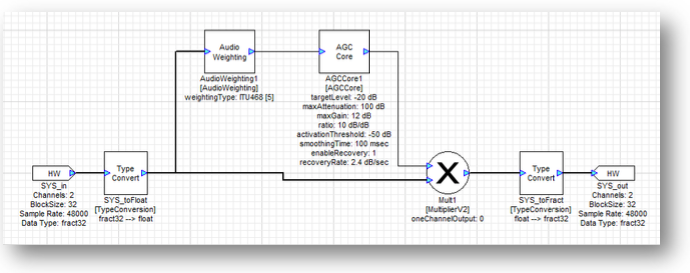 Audio
Weighting
AudioWeighting1
[AudioWeighting]
weightingType: ITU468 [5]
AGC
Core
AGCCore1
[AGCCore]
targetLevel: -20 dB
maxAttenuation: 100 dB
maxGain: 12 dB
ratio: 10 dB/dB
activationThreshold: -50 dB
smoothingTime: 100 msec
enableRecovery: 1
recoveryRate: 2.4 dB/sec
HW
SYS_in
Channels: 2
BlockSize: 32
Sample Rate: 48000
Data Type: fract32
Type
Convert
SYS_toFloat
[TypeConversion]
fract32 --> float
X
Mult1
[MultiplierV2]
oneChannelOutput: 0
Type
Convert
SYS_toFract
[TypeConversion]
float --> fract32
HW
SYS_out
Channels: 2
BlockSize: 32
Sample Rate: 48000
Data Type: fract32